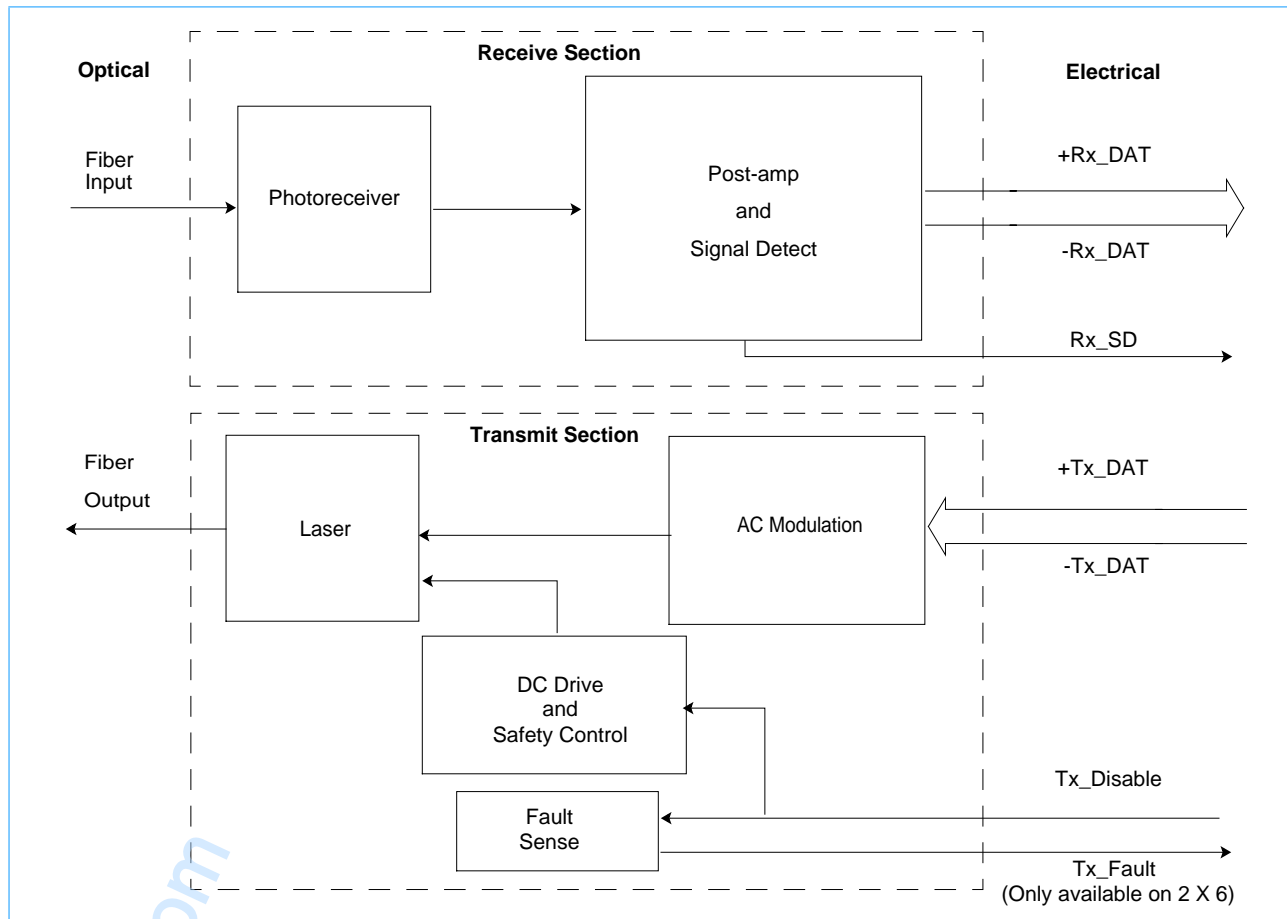 Receive Section
Optical
Electrical
Fiber
Input
Photoreceiver
Post-amp
and
Signal Detect
+Rx_DAT
-Rx_DAT
Rx_SD
Transmit Section
Fiber
Output
Laser
AC Modulation
+Tx_DAT
-Tx_DAT
DC Drive
and
Safety Control
Tx_Disable
Fault
Sense
Tx_Fault
(Only available on 2 X 6)
om